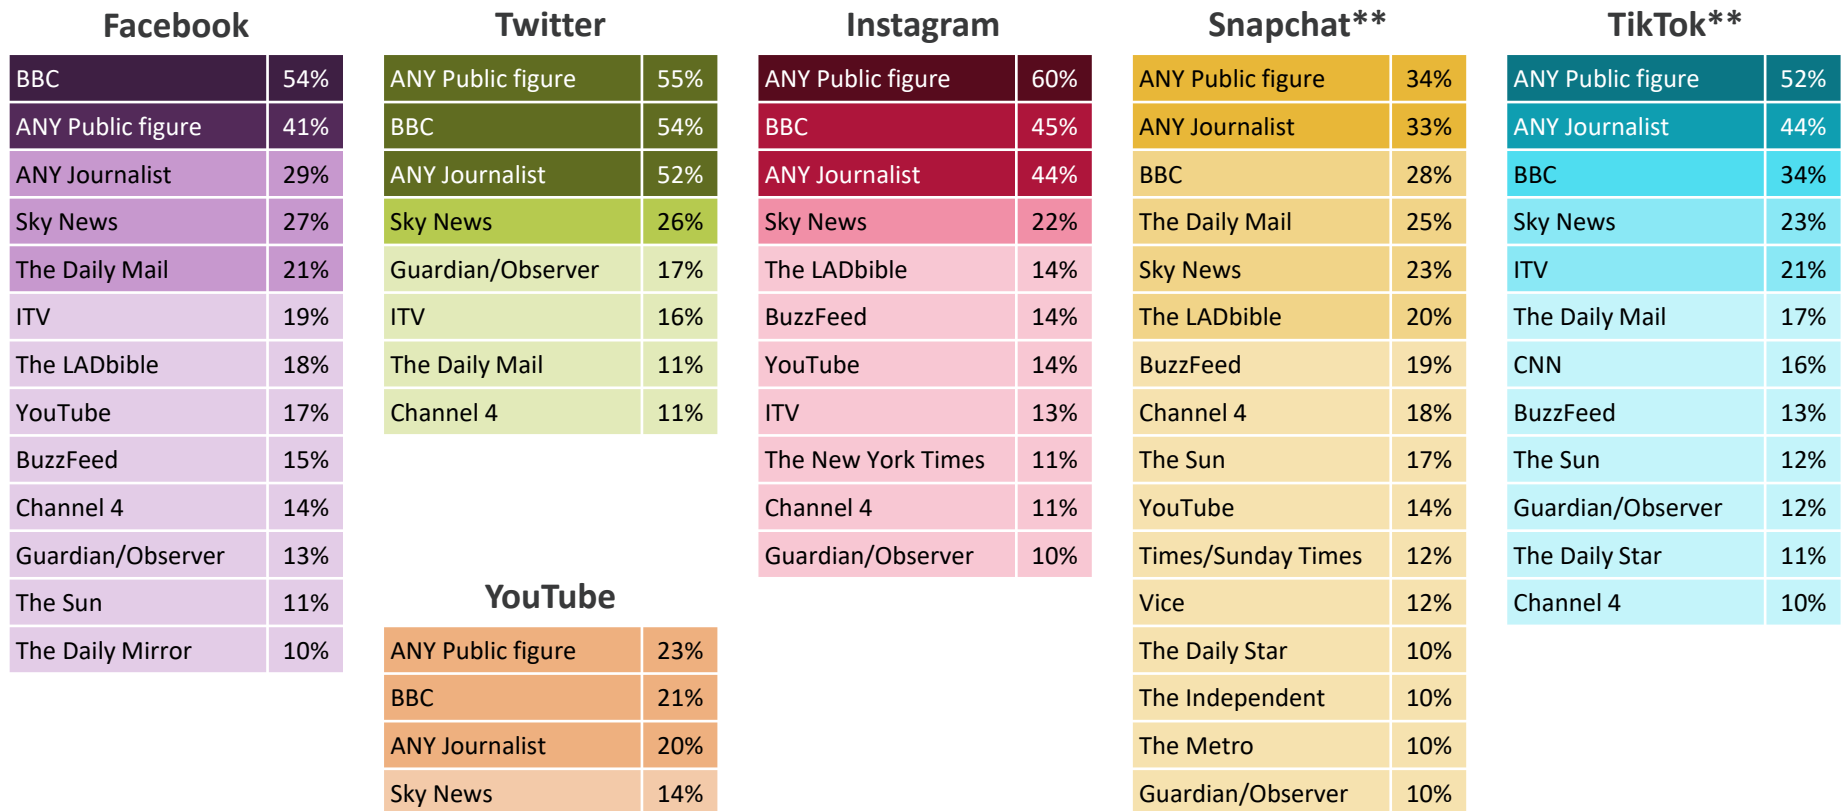 Facebook
BBC 54%
ANY Public figure 41%
ANY Journalist 29%
Sky News 27%
The Daily Mail 21%
ITV 19%
The LADbible 18%
YouTube 17%
BuzzFeed 15%
Channel 4 14%
Guardian/Observer 13%
The Sun 11%
The Daily Mirror 10%
Twitter
ANY Public figure 55%
BBC 54%
ANY Journalist 52%
Sky News 26%
Guardian/Observer 17%
ITV 16%
The Daily Mail 11%
Channel 4 11%
YouTube
ANY Public figure 23%
BBC 21%
ANY Journalist 20%
Sky News 14%
Instagram
ANY Public figure 60%
BBC 45%
ANY Journalist 44%
Sky News 22%
The LADbible 14%
BuzzFeed 14%
YouTube 14%
ITV 13%
The New York Times 11%
Channel 4 11%
Guardian/Observer 10%
Snapchat**
ANY Public figure 34%
ANY Journalist 33%
BBC 28%
The Daily Mail 25%
Sky News 23%
The LADbible 20%
BuzzFeed 19%
Channel 4 18%
The Sun 17%
YouTube 14%
Times/Sunday Times 12%
Vice 12%
The Daily Star 10%
The Independent 10%
The Metro 10%
Guardian/Observer 10%
TikTok**
ANY Public figure 52%
ANY Journalist 44%
BBC 34%
Sky News 23%
ITV 21%
The Daily Mail 17%
CNN 16%
BuzzFeed 13%
The Sun 12%
Guardian/Observer 12%
The Daily Star 11%
Channel 4 10%